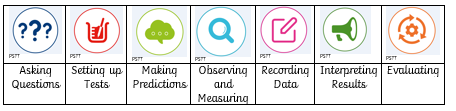 ???
PSTT PSTT PSTT PSTT PSTT PSTT PSTT
Asking Setting up Making Observing Recording Interpreting Evaluating
Questions Tests Predictions and Data Results
Measuring